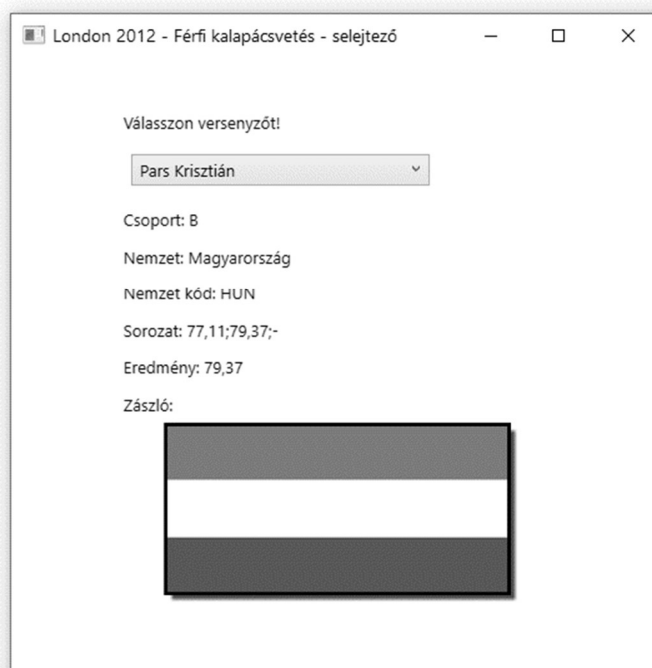 London 2012 - Férfi kalapácsvetés - selejtező
Válasszon versenyzőt!
Pars Krisztián
Csoport: B
Nemzet: Magyarország
Nemzet kód: HUN
Sorozat: 77,11;79,37;-
Eredmény: 79,37
Zászló: